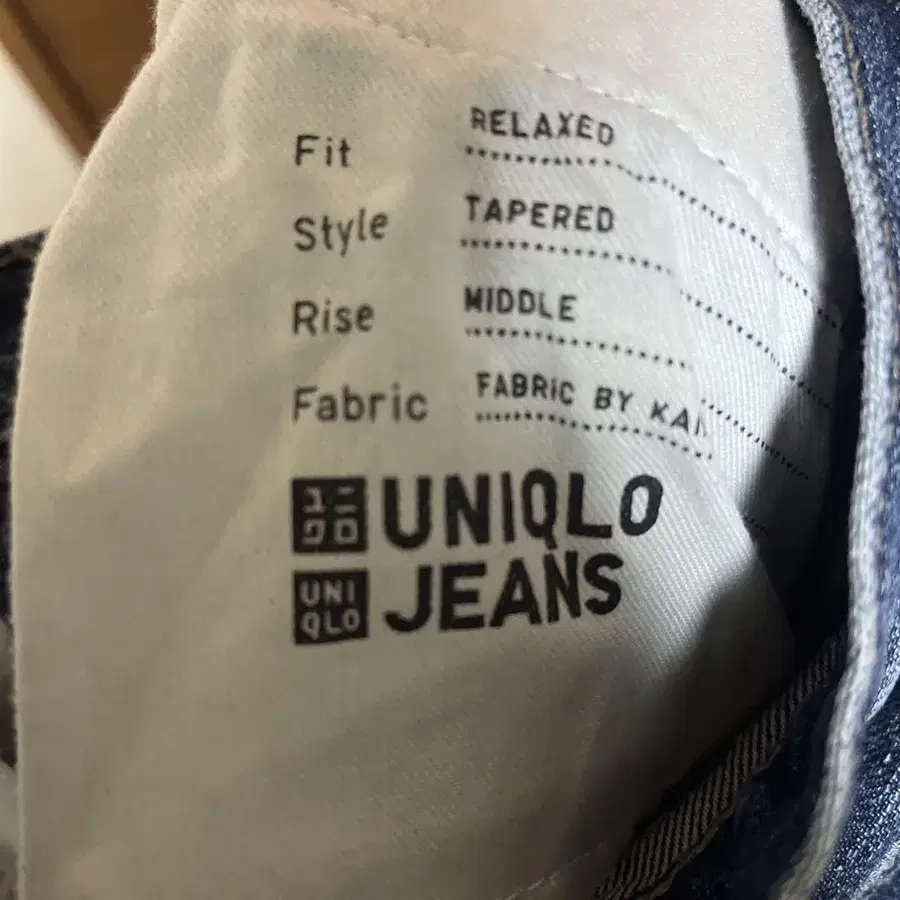 Fit RELAXED
Style TAPERED
Rise MIDDLE
Fabric FABRIC BY
ユニクロ UNIQLO
UNIQLO JEANS